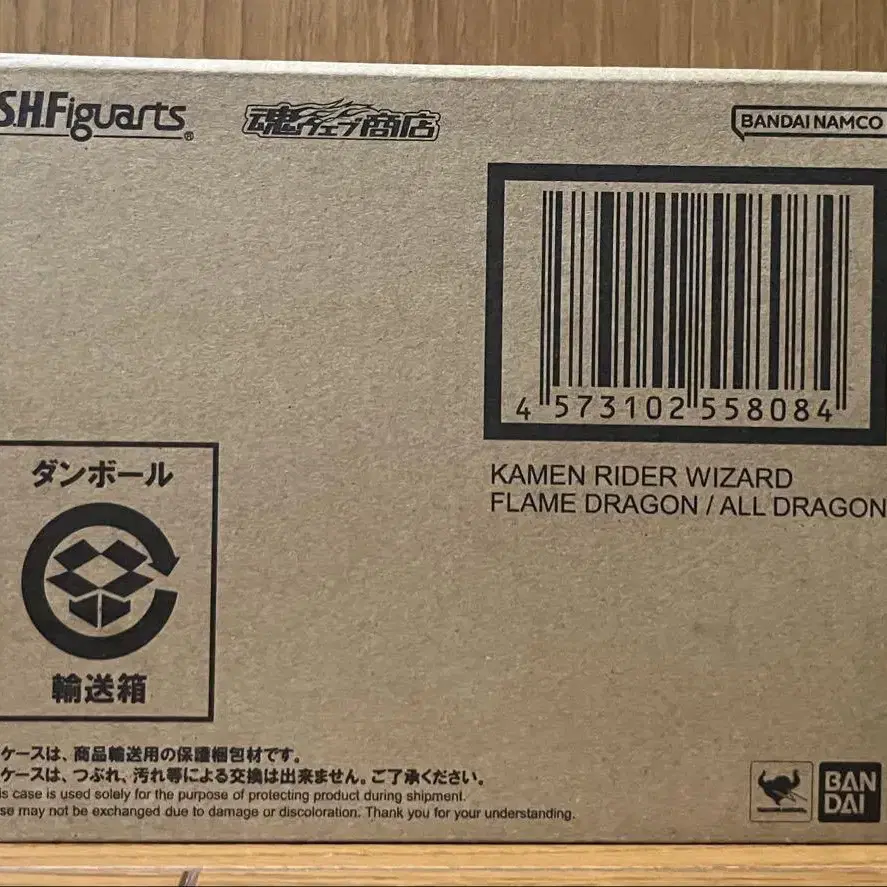 S.H.Figuarts®
魂ウェブ商店
BANDAI NAMCO
4 573102 558084
KAMEN RIDER WIZARD
FLAME DRAGON / ALL DRAGON
ダンボール
輸送箱
ケースは、商品輸送用の保護梱包材です。
ケースは、つぶれ、汚れ等による交換は出来ません。ご了承ください。
is case is used solely for the purpose of protecting product during shipment.
se may not be exchanged due to damage or discoloration. Thank you for your understanding.
BAN
DAI